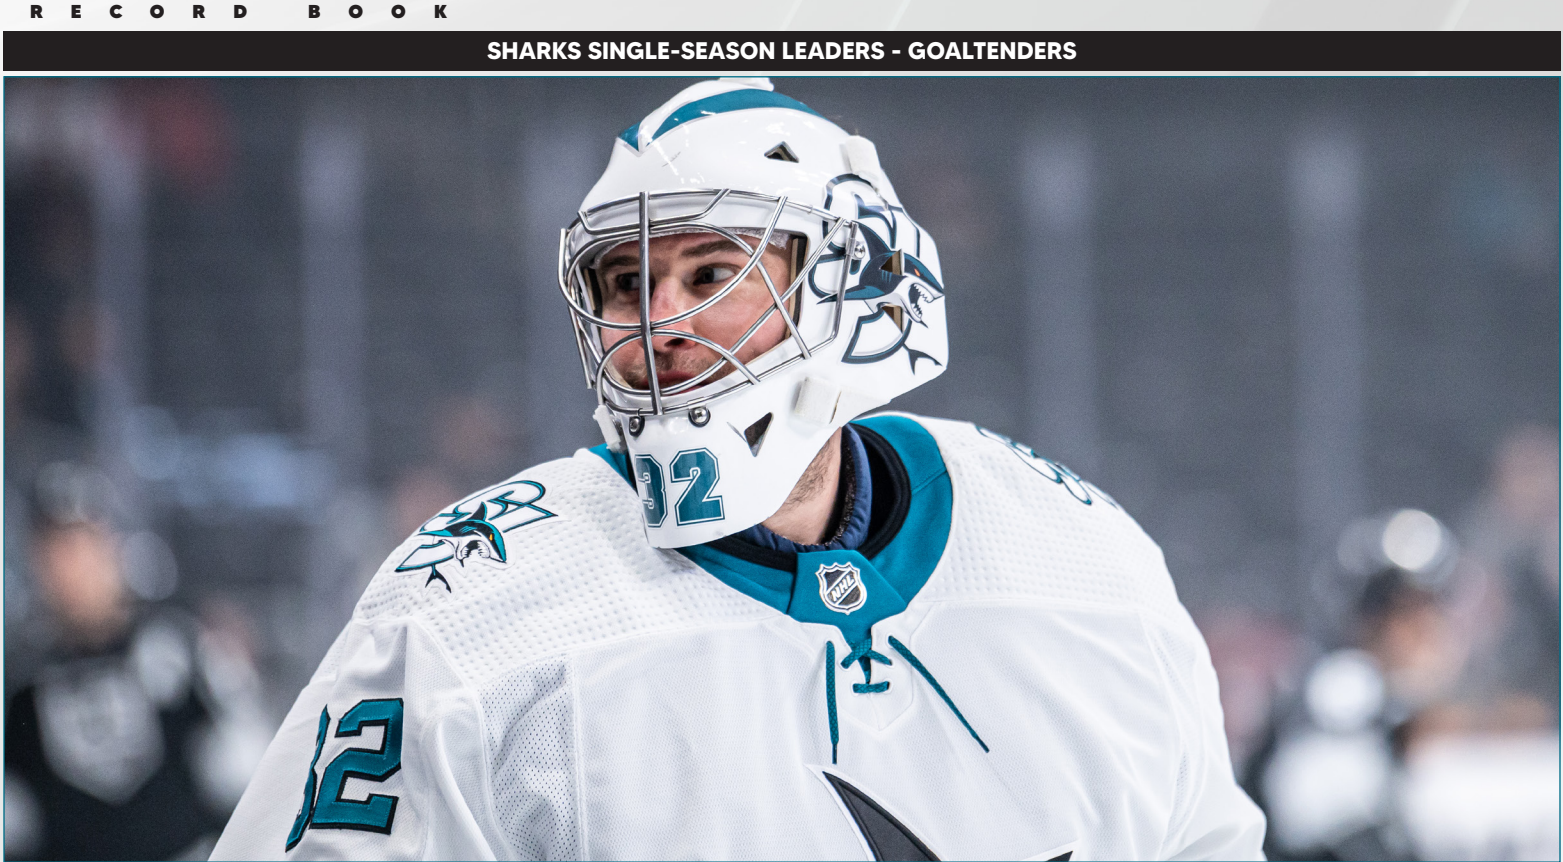 RECORD BOOK
SHARKS SINGLE-SEASON LEADERS - GOALTENDERS
32
NHL
32